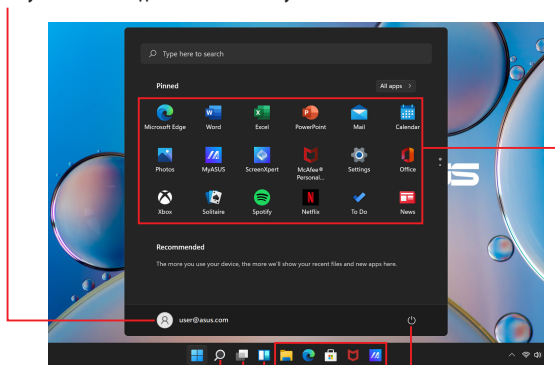 Type here to search
Pinned
All apps >
Microsoft Edge Word Excel PowerPoint Mail Calendar
Photos MyASUS ScreenXpert McAfee® Personal... Settings Office
Xbox Solitaire Spotify Netflix To Do News
Recommended
The more you use your device, the more we'll show your recent files and new apps here.
user@asus.com